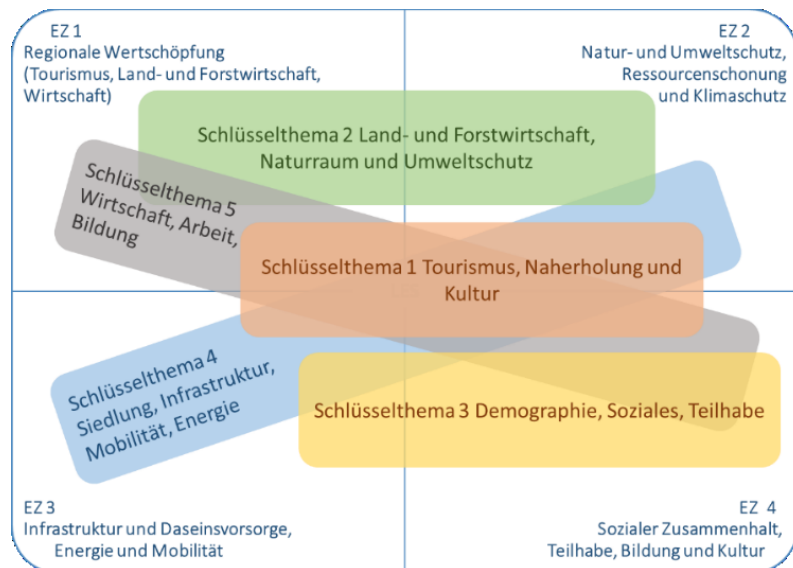 EZ 1
Regionale Wertschöpfung
(Tourismus, Land- und Forstwirtschaft,
Wirtschaft)
EZ 2
Natur- und Umweltschutz,
Ressourcenschonung
und Klimaschutz
Schlüsselthema 2 Land- und Forstwirtschaft,
Naturraum und Umweltschutz
Schlüsselthema 5
Wirtschaft, Arbeit,
Bildung
Schlüsselthema 1 Tourismus, Naherholung und
Kultur
Schlüsselthema 4
Siedlung, Infrastruktur,
Mobilität, Energie
Schlüsselthema 3 Demographie, Soziales, Teilhabe
EZ 3
Infrastruktur und Daseinsvorsorge,
Energie und Mobilität
EZ 4
Sozialer Zusammenhalt,
Teilhabe, Bildung und Kultur